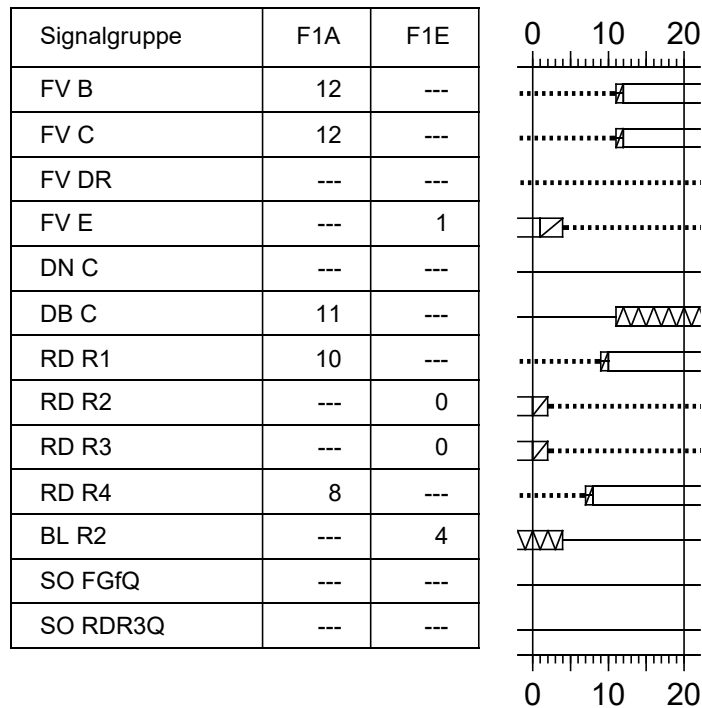 Signalgruppe F1A F1E 0 10 20
FV B 12 ---
FV C 12 ---
FV DR --- ---
FV E --- 1
DN C --- ---
DB C 11 ---
RD R1 10 ---
RD R2 --- 0
RD R3 --- 0
RD R4 8 ---
BL R2 --- 4
SO FGfQ --- ---
SO RDR3Q --- ---
0 10 20